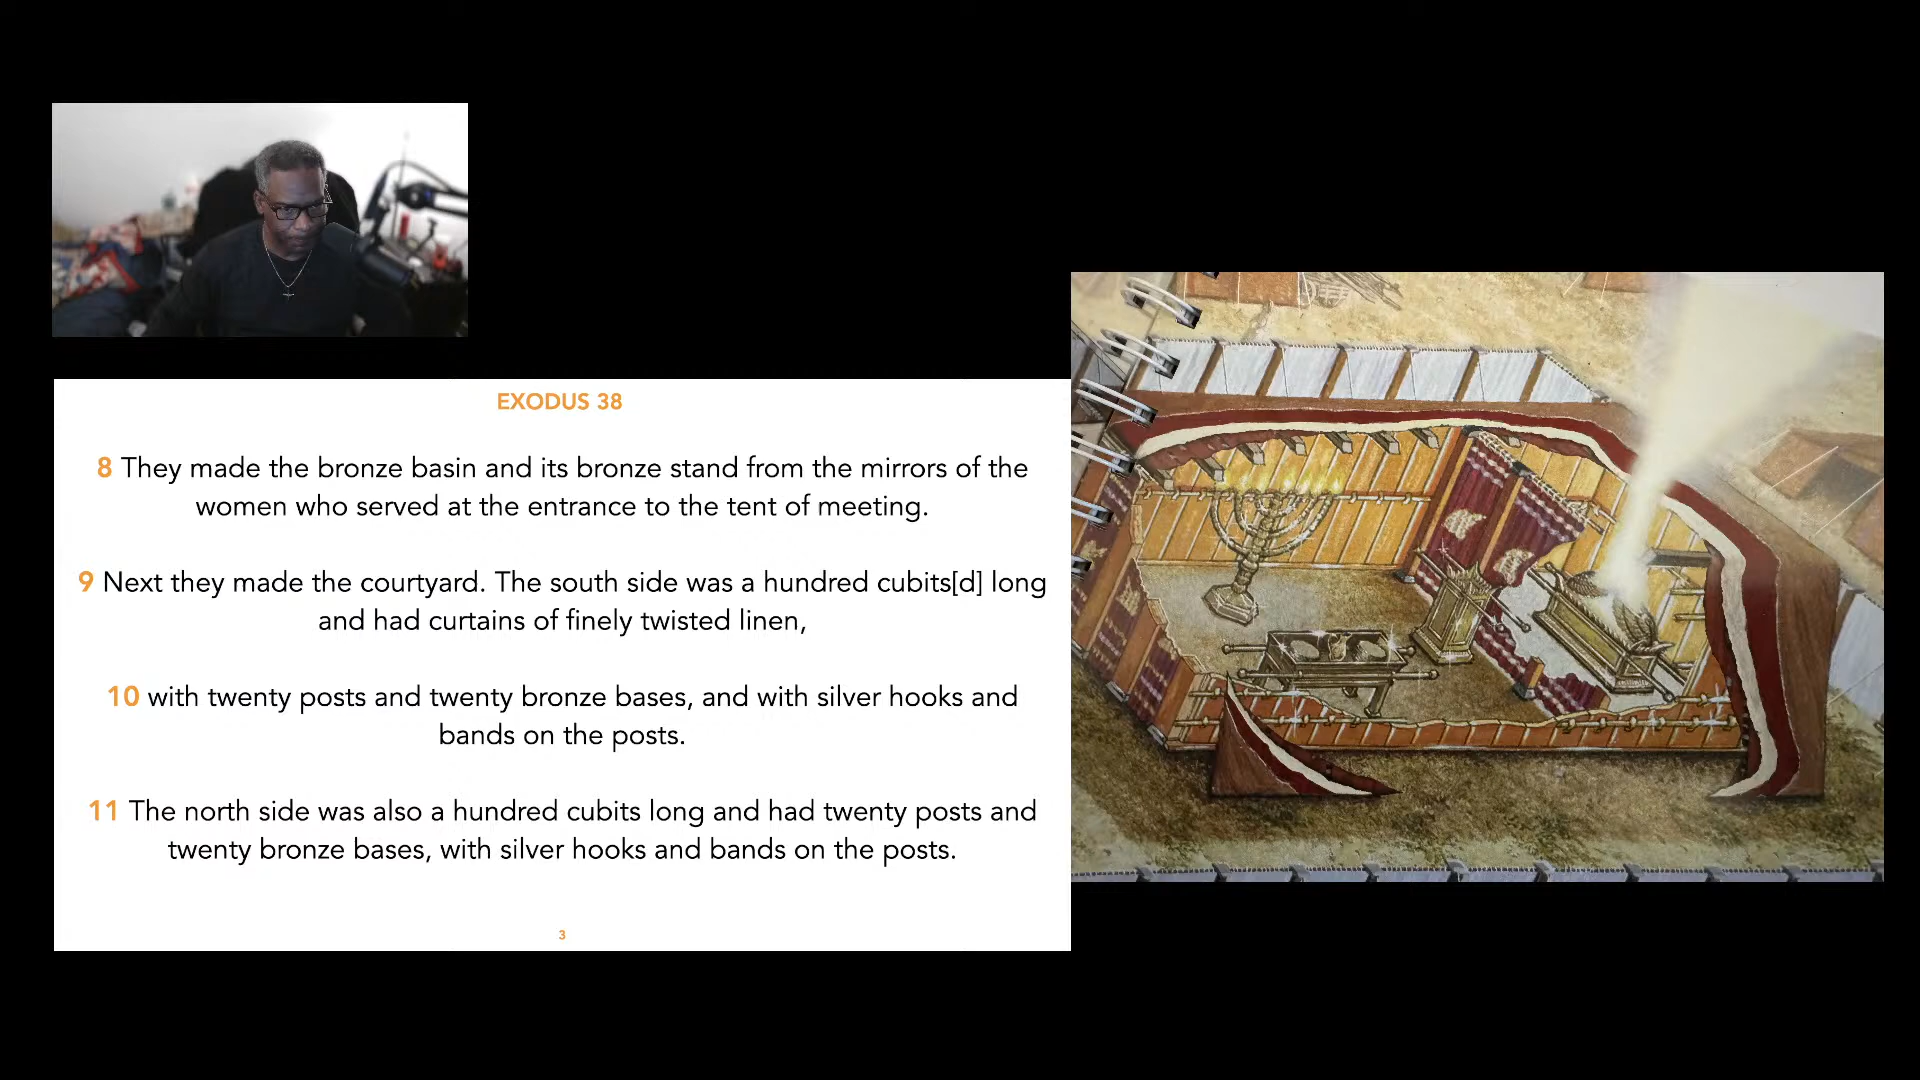 EXODUS 38
8 They made the bronze basin and its bronze stand from the mirrors of the
women who served at the entrance to the tent of meeting.
9 Next they made the courtyard. The south side was a hundred cubits[d] long
and had curtains of finely twisted linen,
10 with twenty posts and twenty bronze bases, and with silver hooks and
bands on the posts.
11 The north side was also a hundred cubits long and had twenty posts and
twenty bronze bases, with silver hooks and bands on the posts.
3